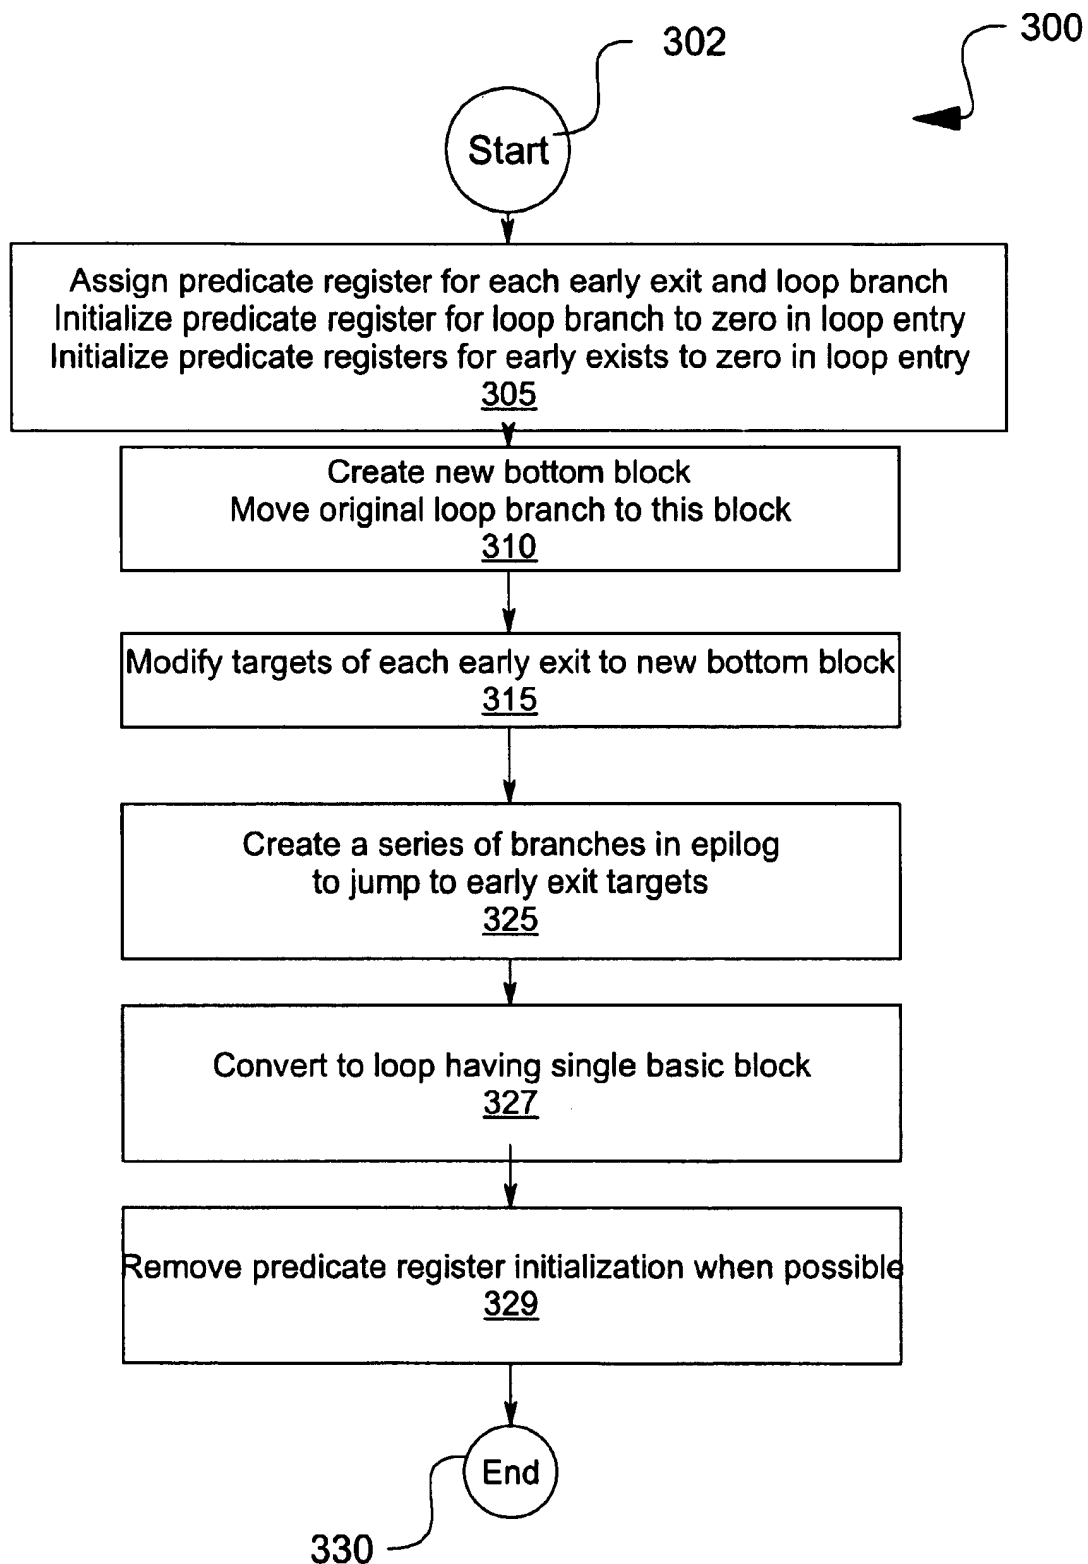 300
302
Start
Assign predicate register for each early exit and loop branch
Initialize predicate register for loop branch to zero in loop entry
Initialize predicate registers for early exists to zero in loop entry
305
Create new bottom block
Move original loop branch to this block
310
Modify targets of each early exit to new bottom block
315
Create a series of branches in epilog
to jump to early exit targets
325
Convert to loop having single basic block
327
Remove predicate register initialization when possible
329
End
330